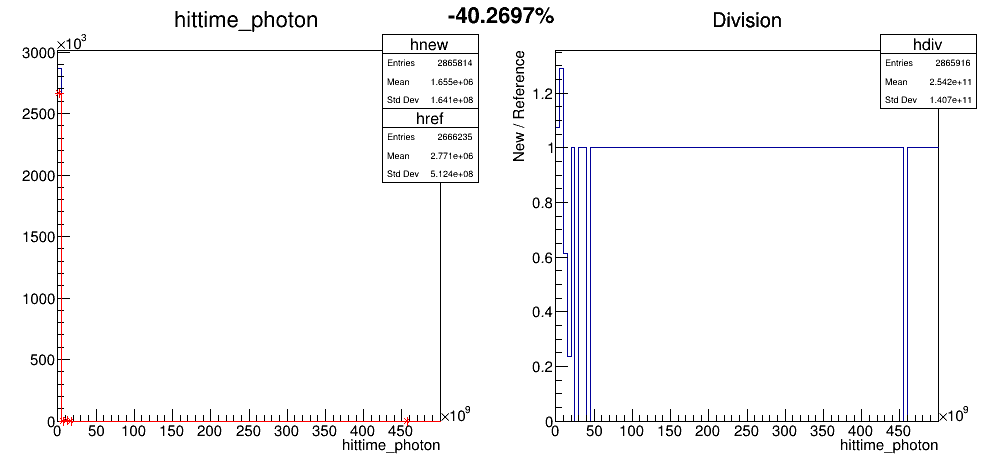 -40.2697%
hittime_photon
×10³
hnew
Entries 2865814
Mean 1.655e+06
Std Dev 1.641e+08
href
Entries 2666235
Mean 2.771e+06
Std Dev 5.124e+08
3000
2500
2000
1500
1000
500
0
0 50 100 150 200 250 300 350 400 450
×10⁹
hittime_photon
Division
hdiv
Entries 2865916
Mean 2.542e+11
Std Dev 1.407e+11
New / Reference
1.2
1
0.8
0.6
0.4
0.2
0
0 50 100 150 200 250 300 350 400 450
×10⁹
hittime_photon